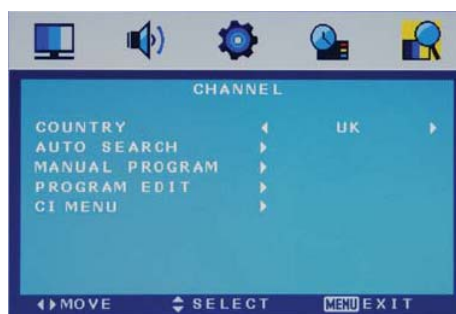 CHANNEL
COUNTRY UK
AUTO SEARCH
MANUAL PROGRAM
PROGRAM EDIT
CI MENU
MOVE SELECT MENU EXIT